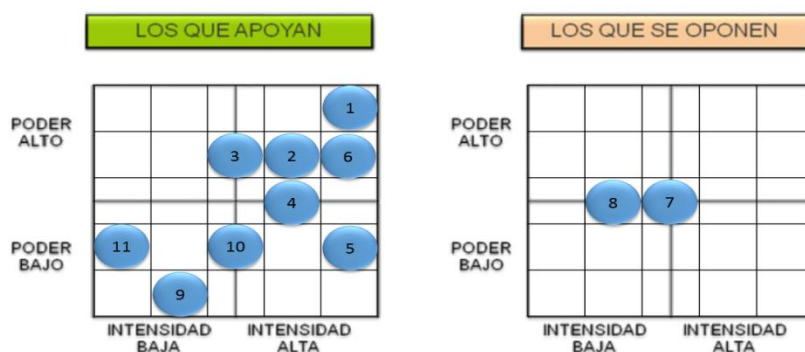 LOS QUE APOYAN
LOS QUE SE OPONEN
PODER
ALTO
1
3
2
6
4
11
10
5
PODER
BAJO
9
INTENSIDAD
BAJA
INTENSIDAD
ALTA
PODER
ALTO
8
7
PODER
BAJO
INTENSIDAD
BAJA
INTENSIDAD
ALTA